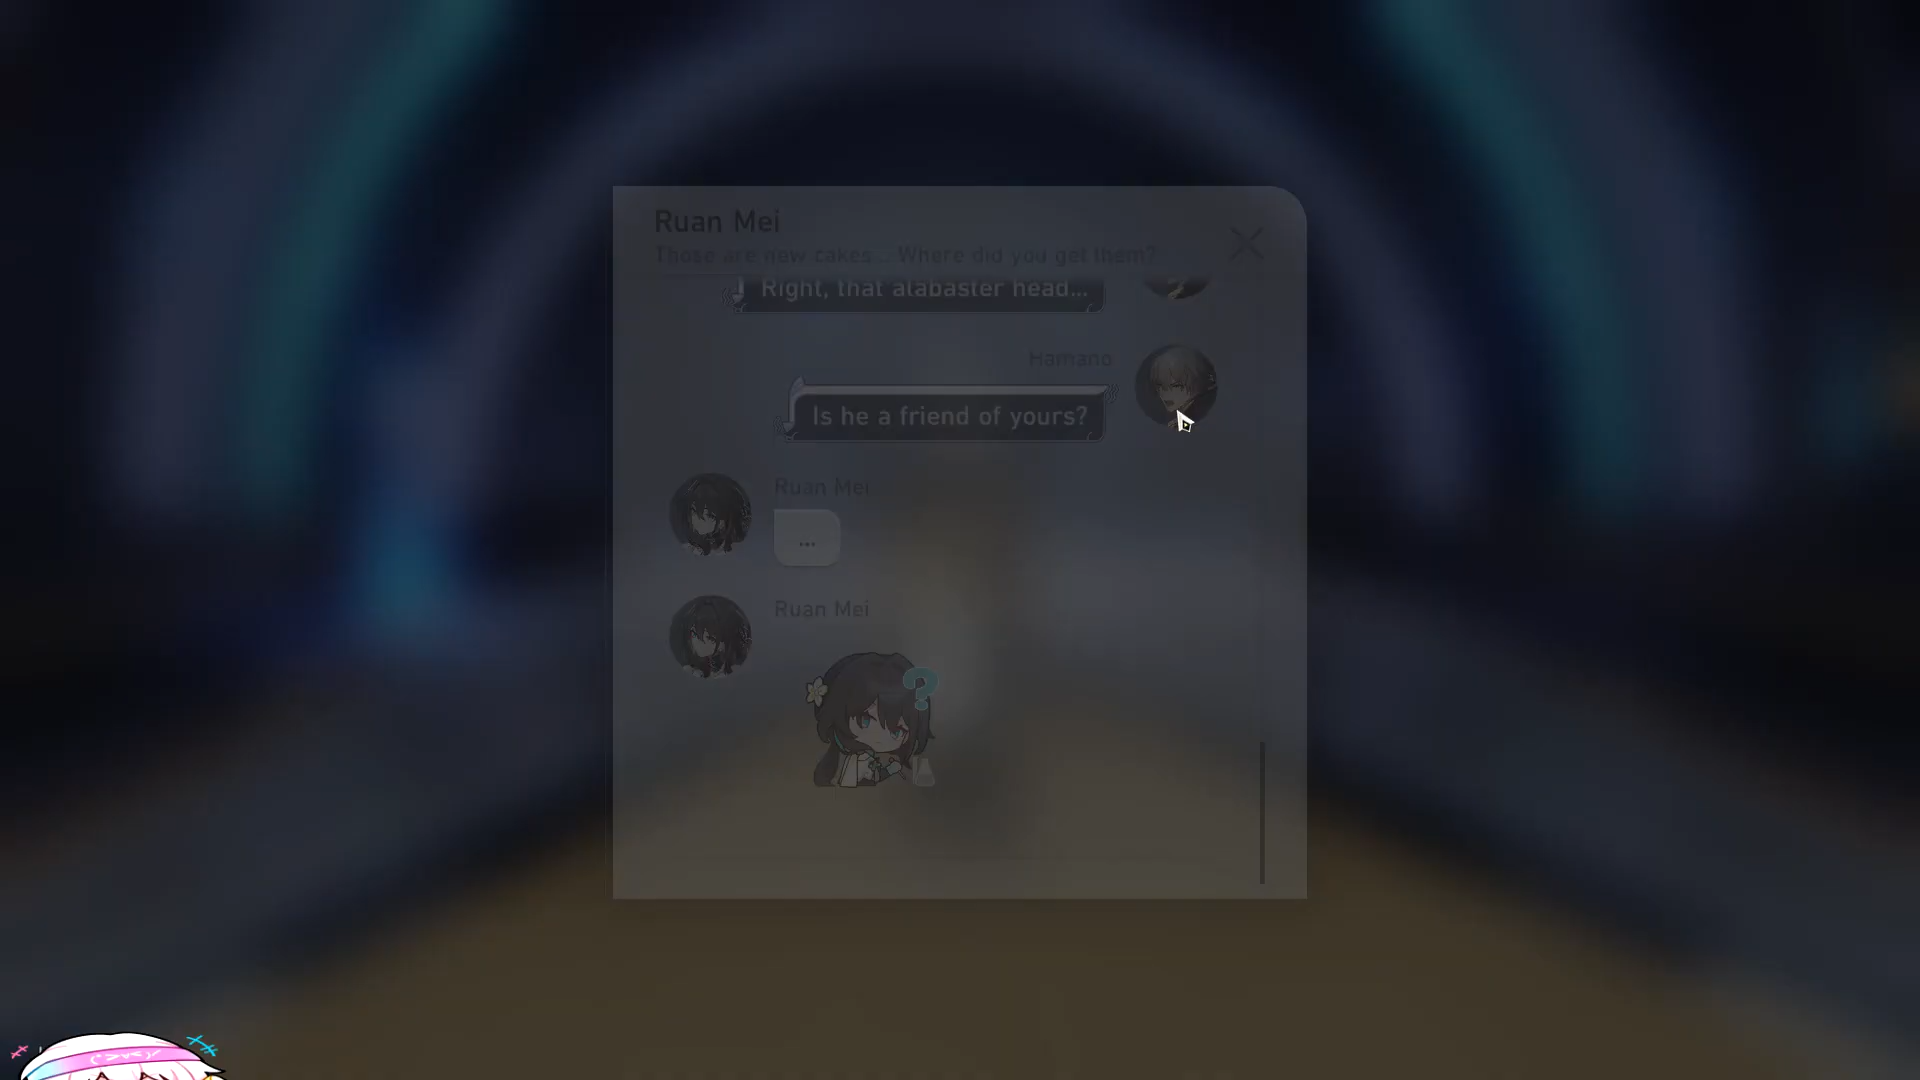 Ruan Mei
Those are new cakes... Where did you get them?
Right, that alabaster head...
Hamano
Is he a friend of yours?
Ruan Mei
...
Ruan Mei
?